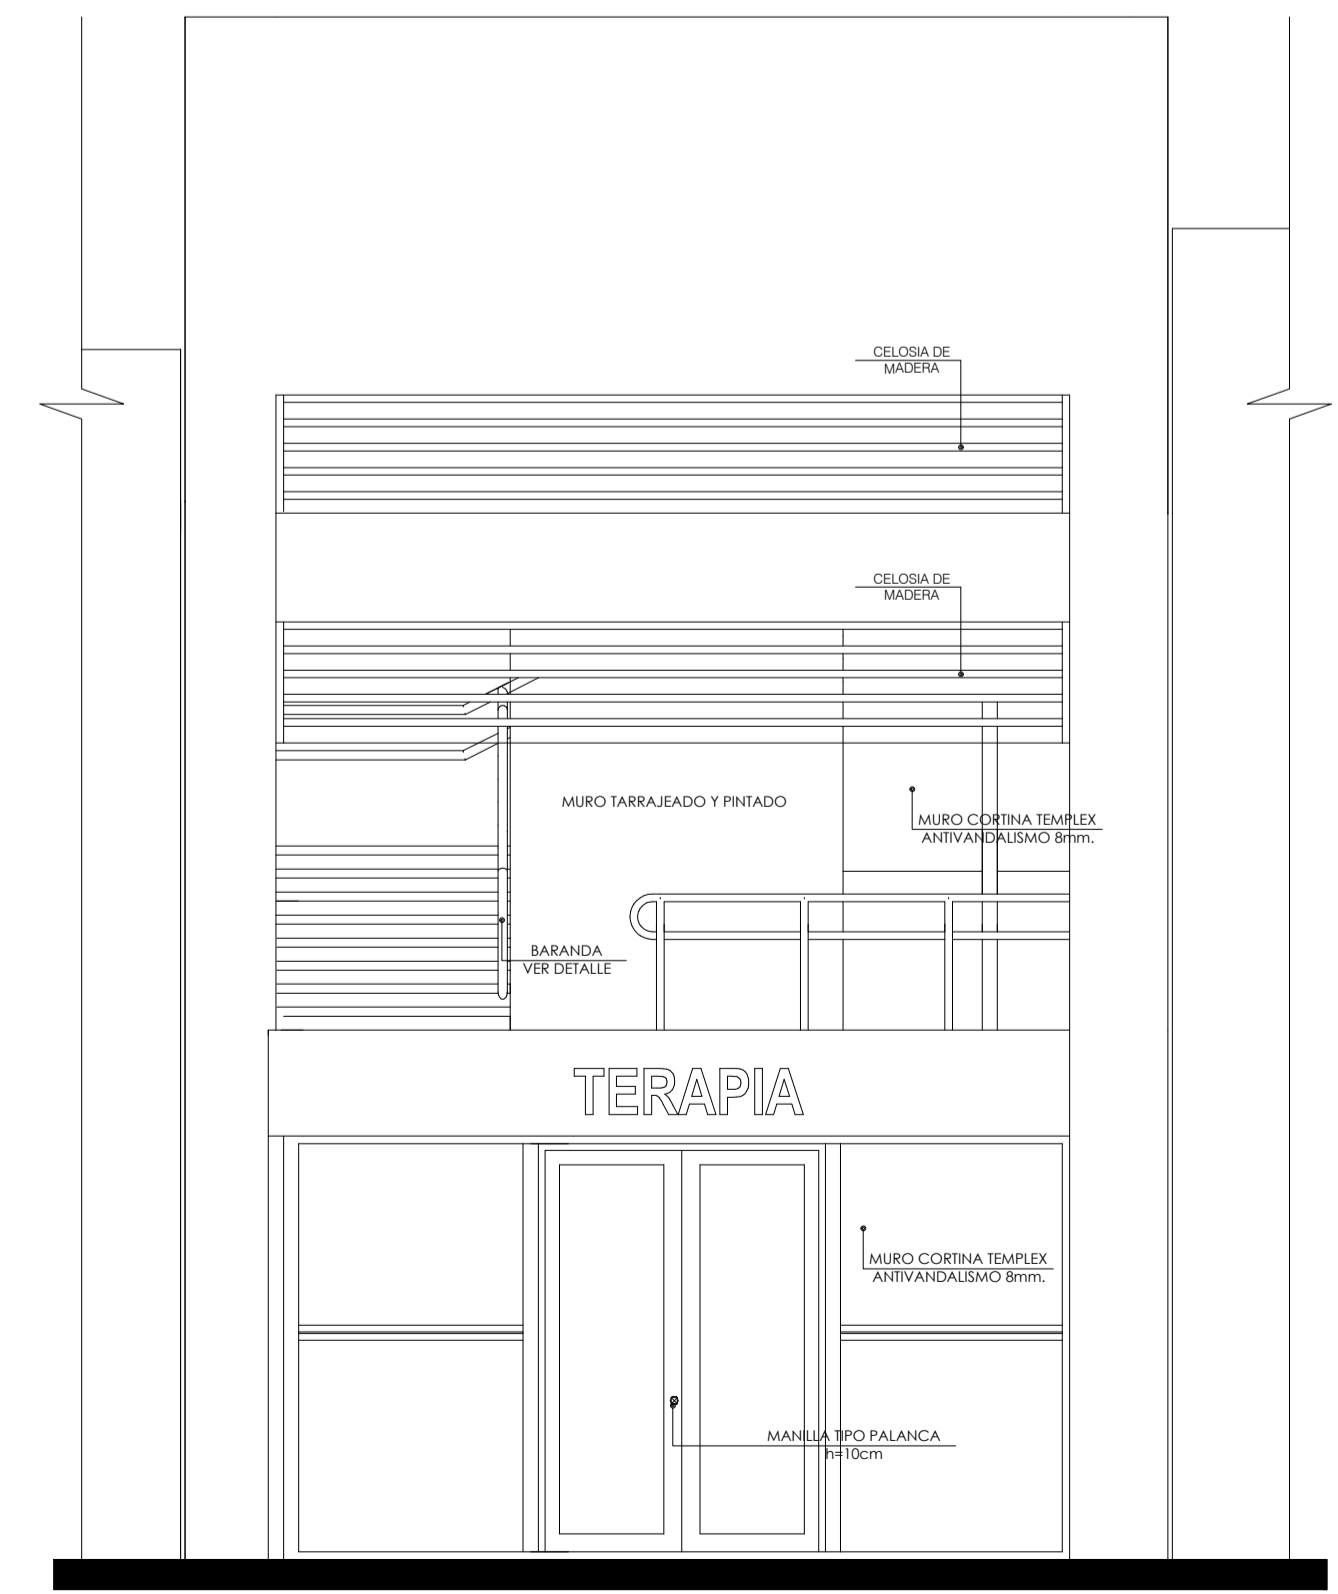 CELOSIA DE
MADERA
CELOSIA DE
MADERA
MURO TARRAJEADO Y PINTADO
MURO CORTINA TEMPLEX
ANTIVANDALISMO 8mm.
BARANDA
VER DETALLE
TERAPIA
MURO CORTINA TEMPLEX
ANTIVANDALISMO 8mm.
MANILLA TIPO PALANCA
h=10cm